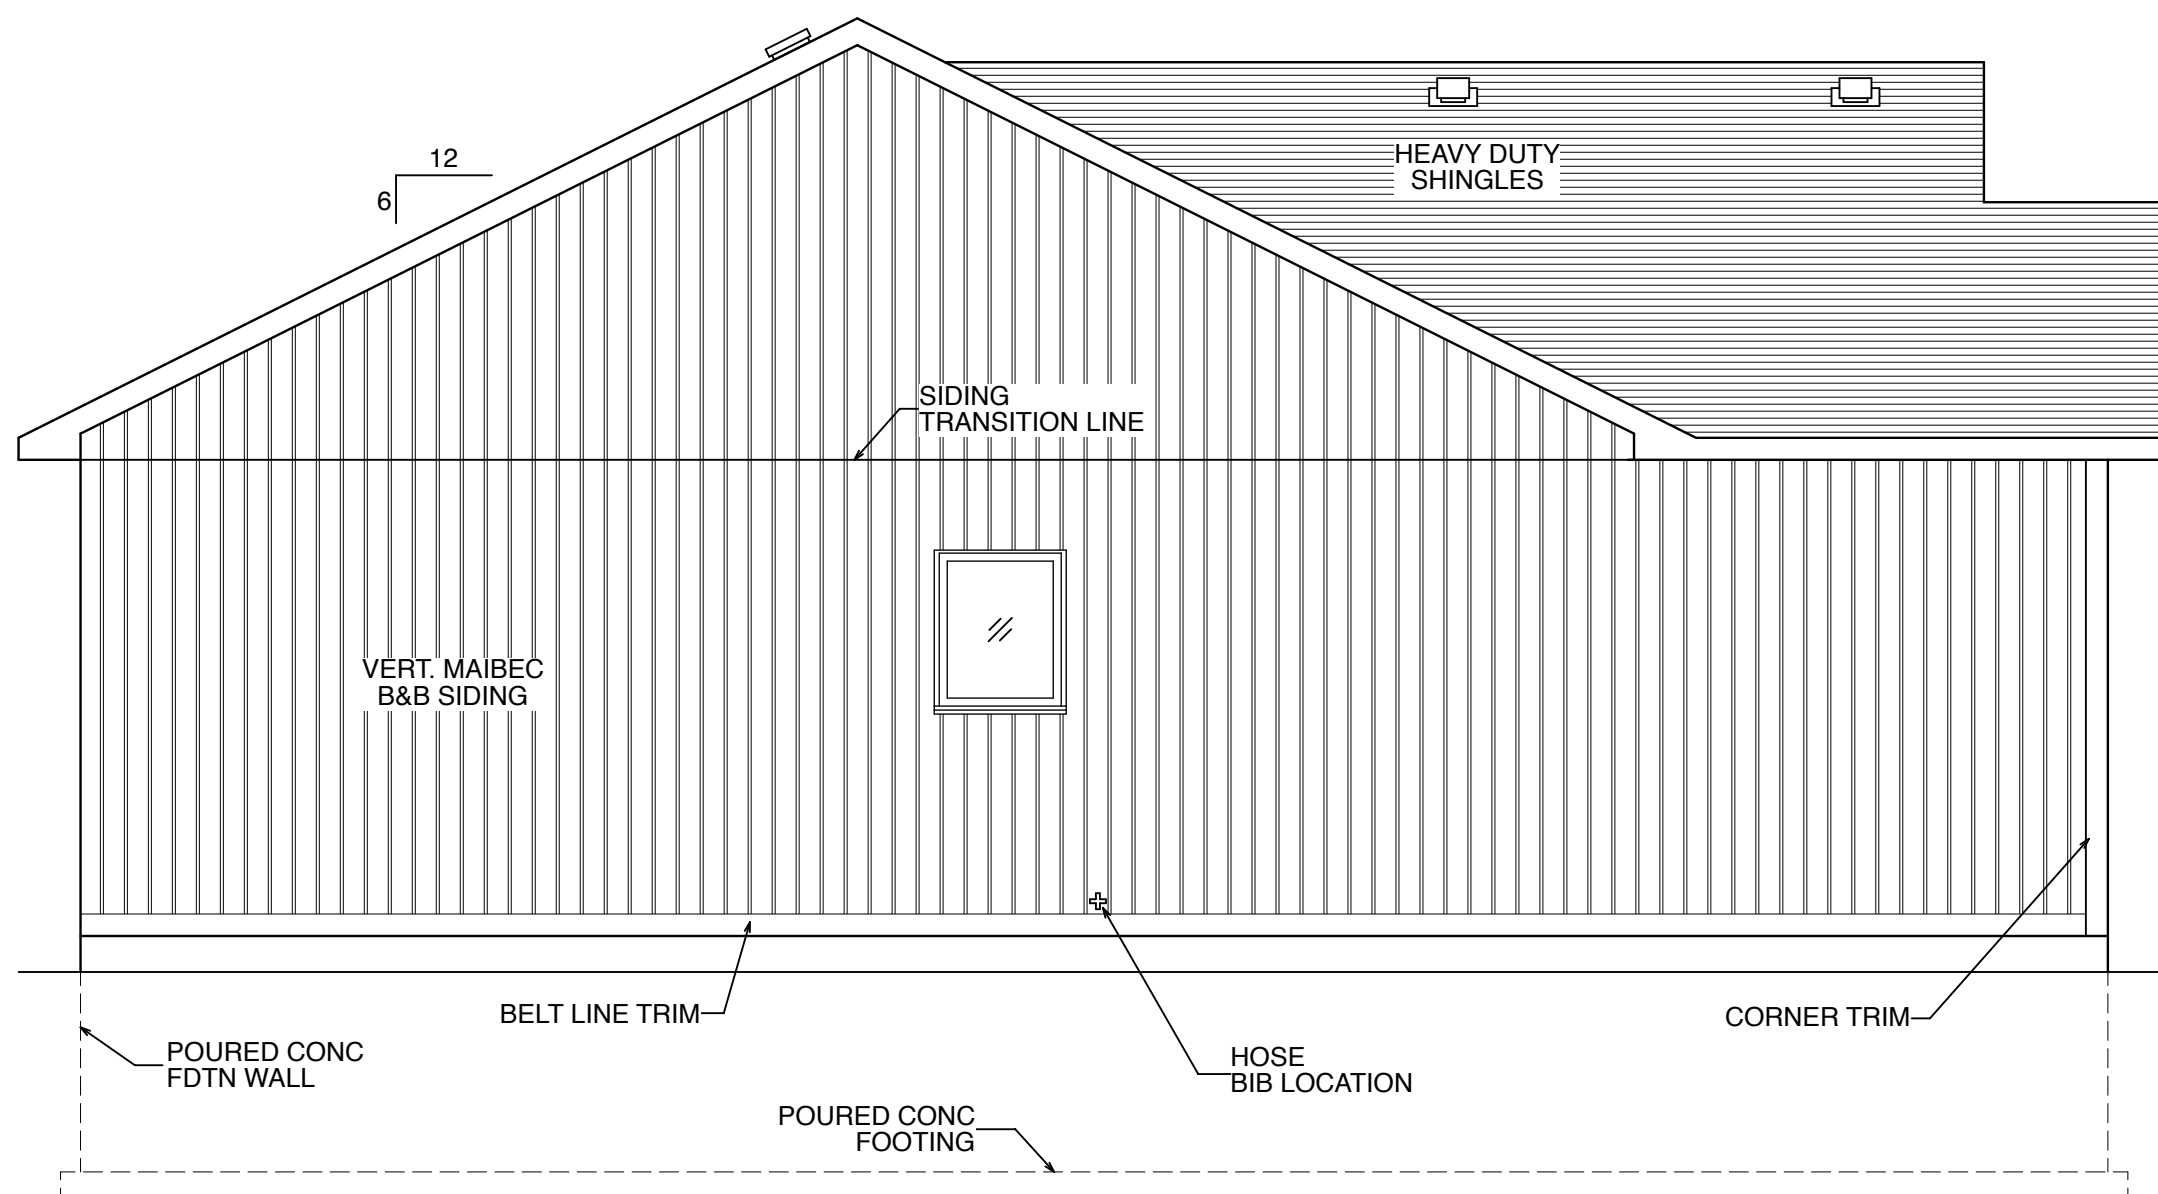 12
6
HEAVY DUTY
SHINGLES
SIDING
TRANSITION LINE
VERT. MAIBEC
B&B SIDING
BELT LINE TRIM
CORNER TRIM
POURED CONC
FDTN WALL
HOSE
BIB LOCATION
POURED CONC
FOOTING